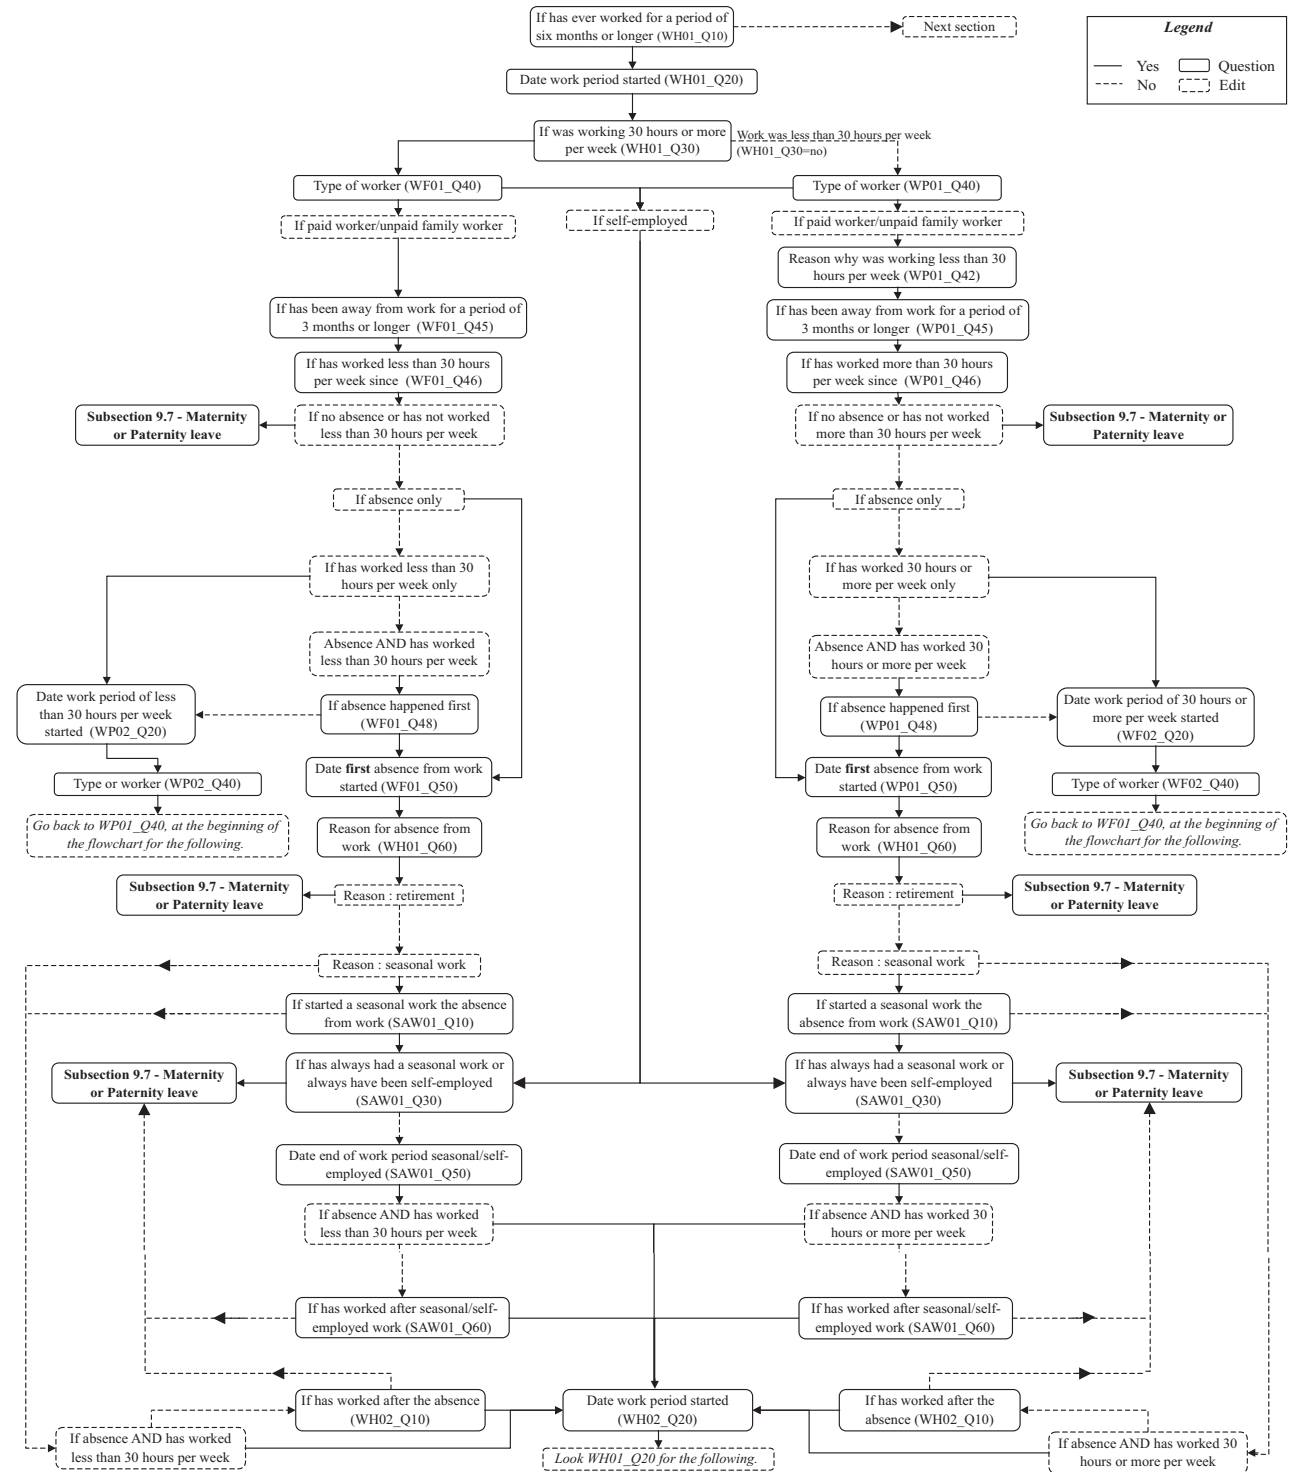 If has ever worked for a period of
six months or longer (WH01_Q10)
Next section
Legend
Yes
Question
No
Edit
Date work period started (WH01_Q20)
If was working 30 hours or more
per week (WH01_Q30)
Work was less than 30 hours per week
(WH01_Q30=no)
Type of worker (WF01_Q40)
Type of worker (WP01_Q40)
If self-employed
If paid worker/unpaid family worker
If paid worker/unpaid family worker
Reason why was working less than 30
hours per week (WP01_Q42)
If has been away from work for a period of
3 months or longer (WF01_Q45)
If has been away from work for a period of
3 months or longer (WP01_Q45)
If has worked less than 30 hours
per week since (WF01_Q46)
If has worked more than 30 hours
per week since (WP01_Q46)
Subsection 9.7 - Maternity
or Paternity leave
If no absence or has not worked
less than 30 hours per week
If no absence or has not worked
more than 30 hours per week
Subsection 9.7 - Maternity or
Paternity leave
If absence only
If absence only
If has worked less than 30
hours per week only
If has worked 30 hours or
more per week only
Absence AND has worked
less than 30 hours per week
Absence AND has worked 30
hours or more per week
Date work period of less
than 30 hours per week
started (WP02_Q20)
If absence happened first
(WF01_Q48)
If absence happened first
(WP01_Q48)
Date work period of 30 hours or
more per week started
(WF02_Q20)
Type or worker (WP02_Q40)
Date first absence from work
started (WF01_Q50)
Date first absence from work
started (WP01_Q50)
Type of worker (WF02_Q40)
Go back to WP01_Q40, at the beginning of
the flowchart for the following.
Reason for absence from
work (WH01_Q60)
Reason for absence from
work (WH01_Q60)
Go back to WF01_Q40, at the beginning of
the flowchart for the following.
Subsection 9.7 - Maternity
or Paternity leave
Reason : retirement
Reason : retirement
Subsection 9.7 - Maternity
or Paternity leave
Reason : seasonal work
Reason : seasonal work
If started a seasonal work the absence
from work (SAW01_Q10)
If started a seasonal work the
absence from work (SAW01_Q10)
Subsection 9.7 - Maternity
or Paternity leave
If has always had a seasonal work or
always have been self-employed
(SAW01_Q30)
If has always had a seasonal work or
always have been self-employed
(SAW01_Q30)
Subsection 9.7 - Maternity
or Paternity leave
Date end of work period seasonal/self-
employed (SAW01_Q50)
Date end of work period seasonal/self-
employed (SAW01_Q50)
If absence AND has worked
less than 30 hours per week
If absence AND has worked 30
hours or more per week
If has worked after seasonal/self-
employed work (SAW01_Q60)
If has worked after seasonal/self-
employed work (SAW01_Q60)
If has worked after the absence
(WH02_Q10)
Date work period started
(WH02_Q20)
If has worked after the
absence (WH02_Q10)
If absence AND has worked
less than 30 hours per week
Look WH01_Q20 for the following.
If absence AND has worked 30
hours or more per week